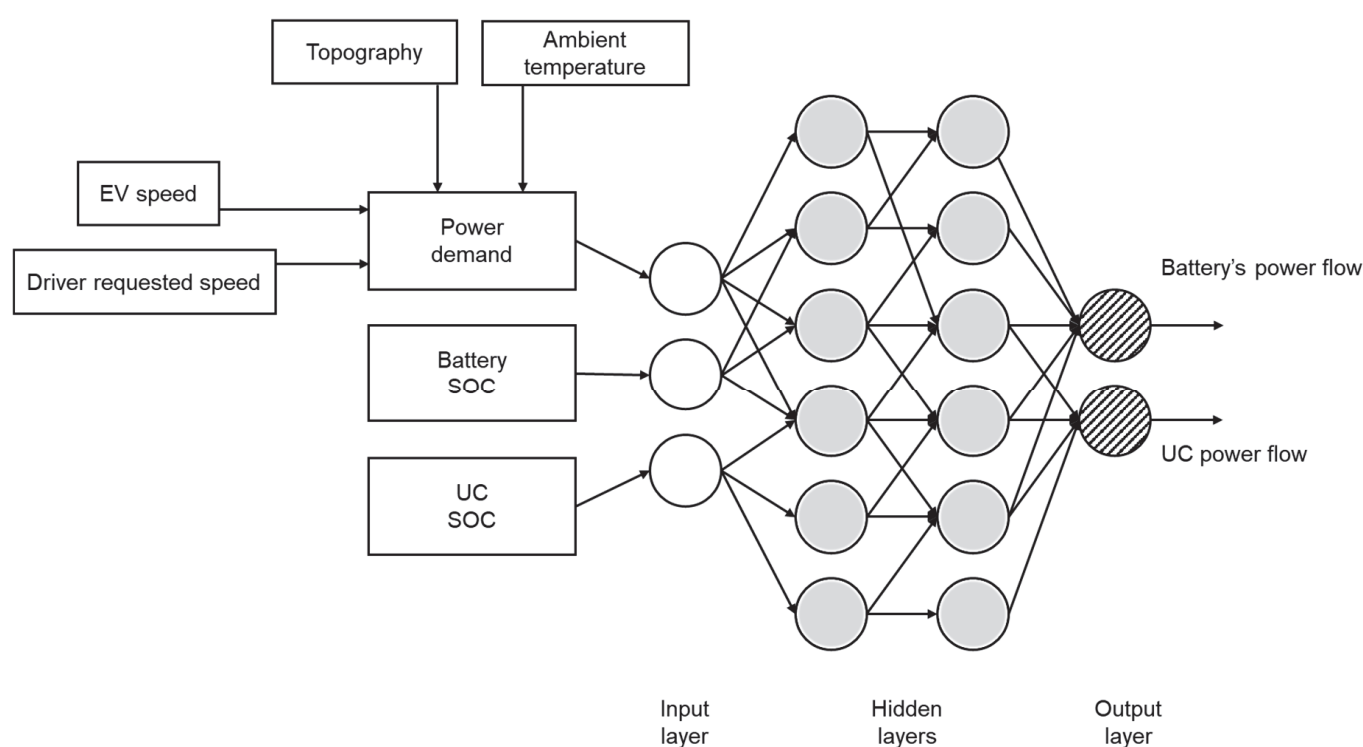 Topography
Ambient
temperature
EV speed
Driver requested speed
Power
demand
Battery
SOC
UC
SOC
Battery's power flow
UC power flow
Input
layer
Hidden
layers
Output
layer